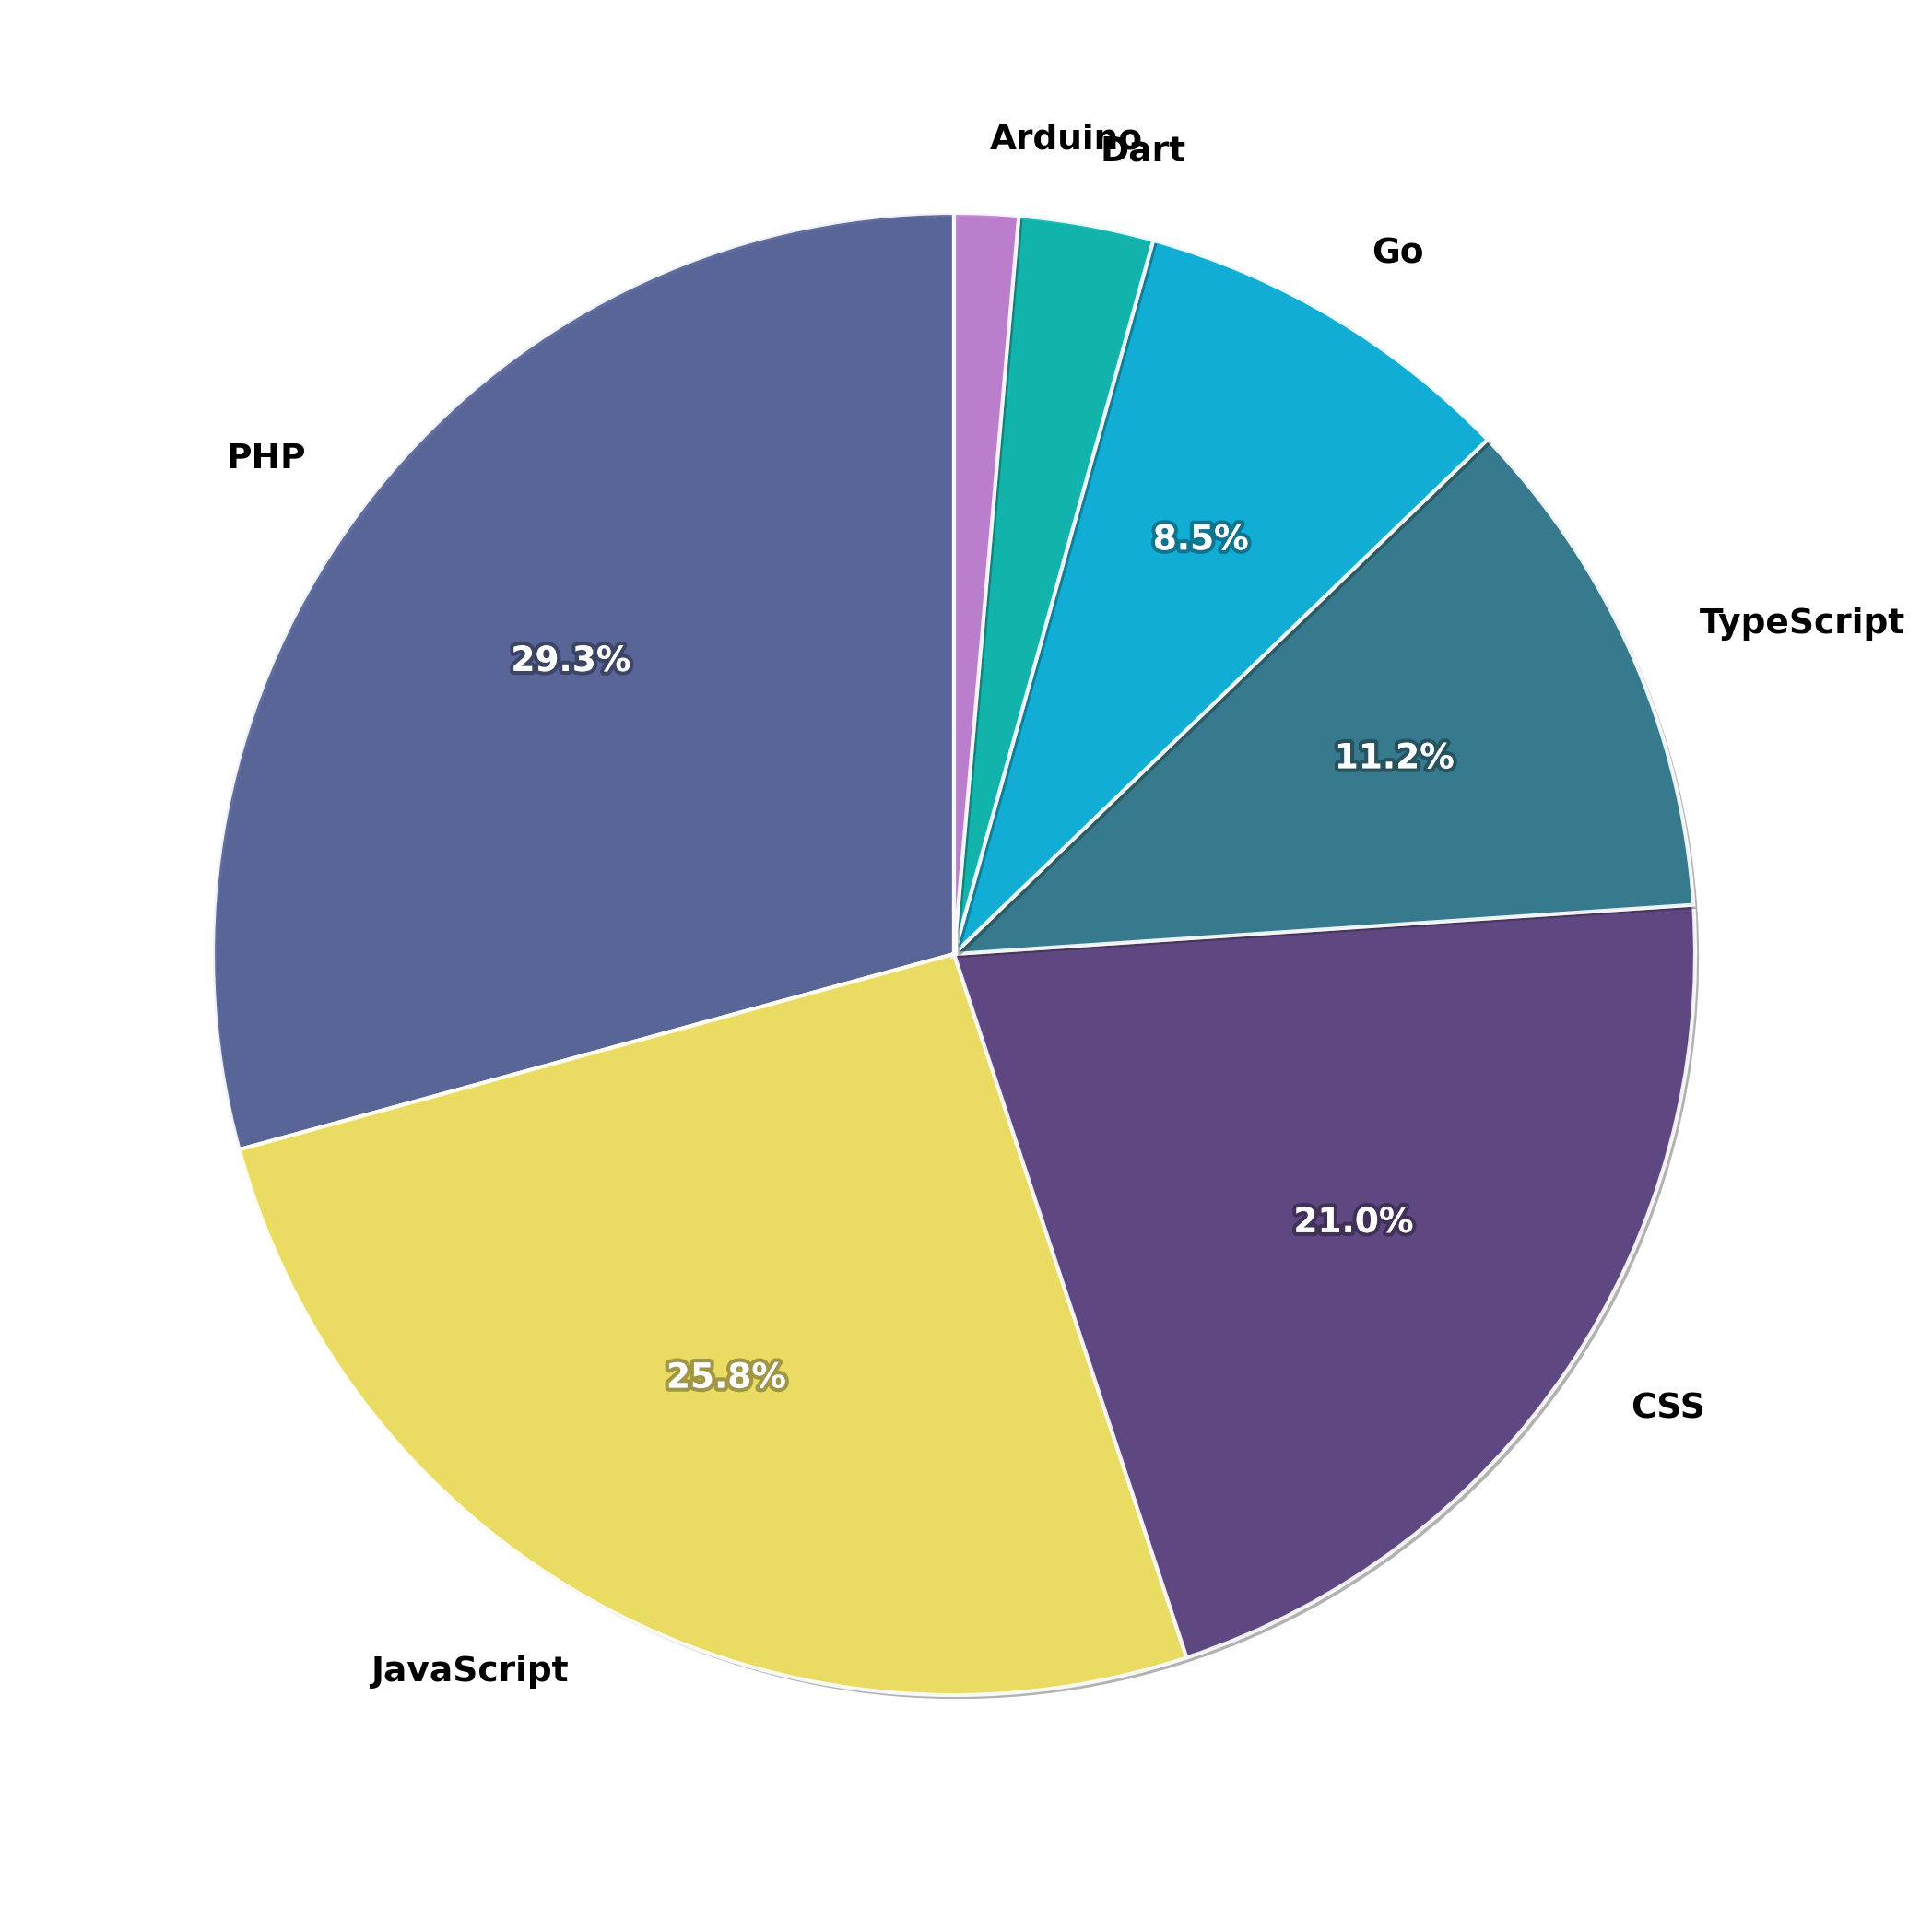 Arduino
Dart
Go
PHP
8.5%
TypeScript
29.3%
11.2%
21.0%
25.8%
CSS
JavaScript